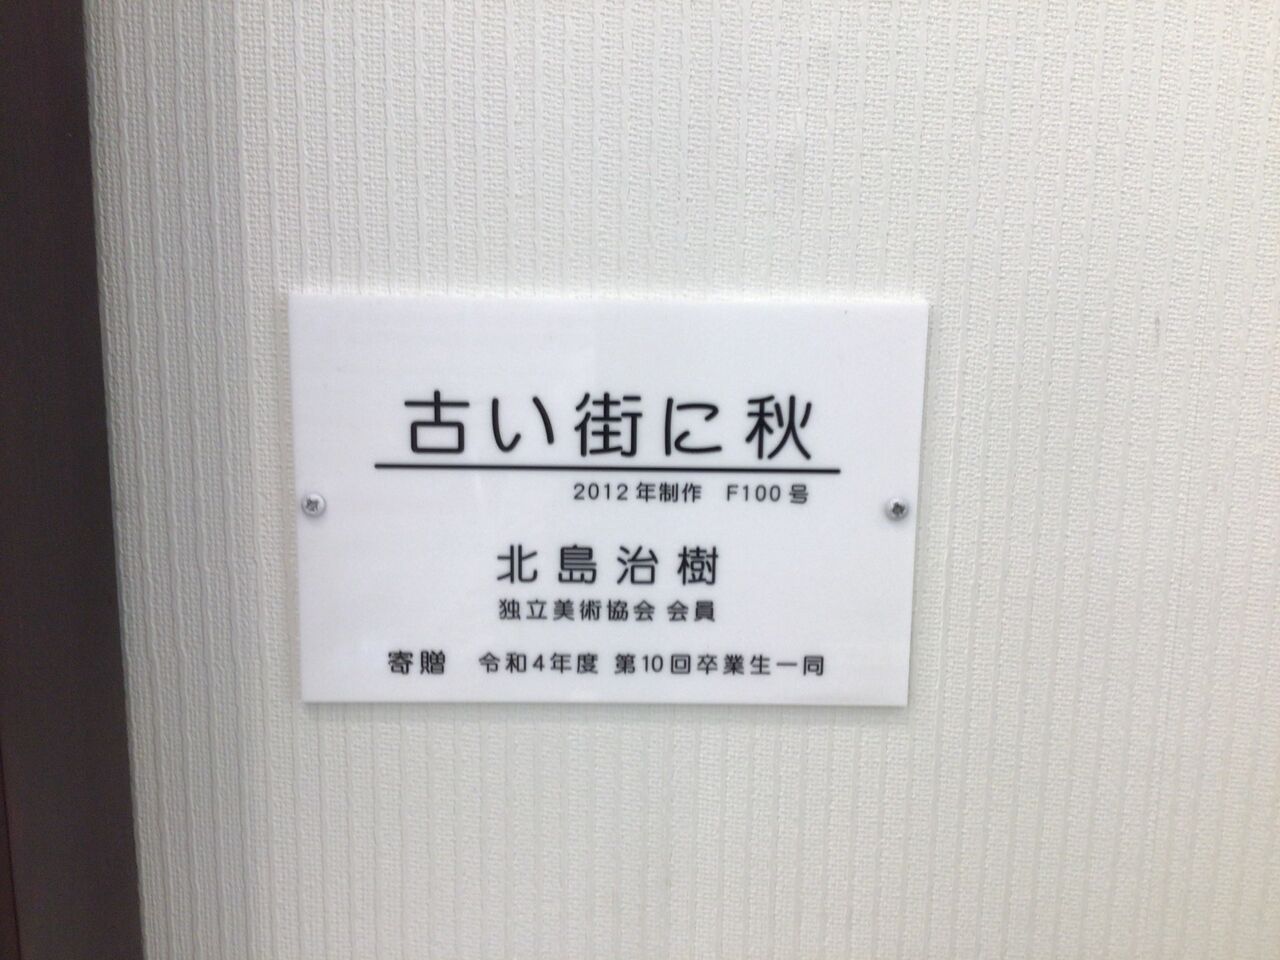 古い街に秋
2012年制作　F100号
北島治樹
独立美術協会 会員
寄贈　令和4年度 第10回卒業生一同